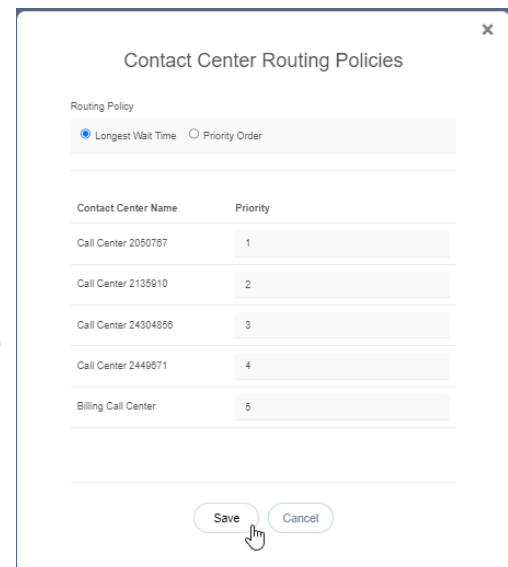 ×
Contact Center Routing Policies
Routing Policy
Longest Wait Time Priority Order
Contact Center Name Priority
Call Center 2050767 1
Call Center 2135910 2
Call Center 24304856 3
Call Center 2449671 4
Billing Call Center 5
Save Cancel